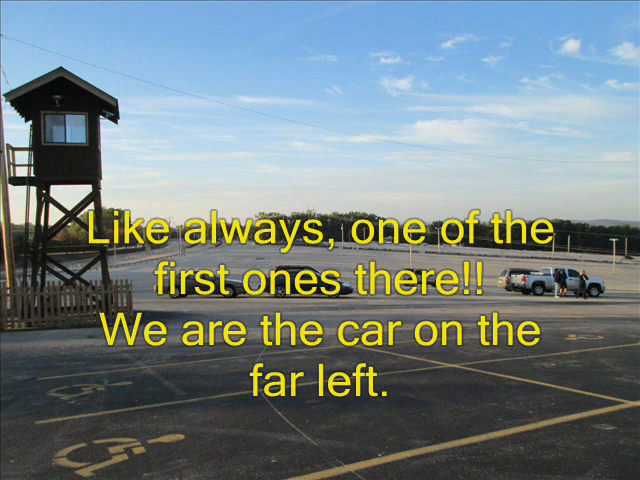 Like always, one of the
first ones there!!
We are the car on the
far left.